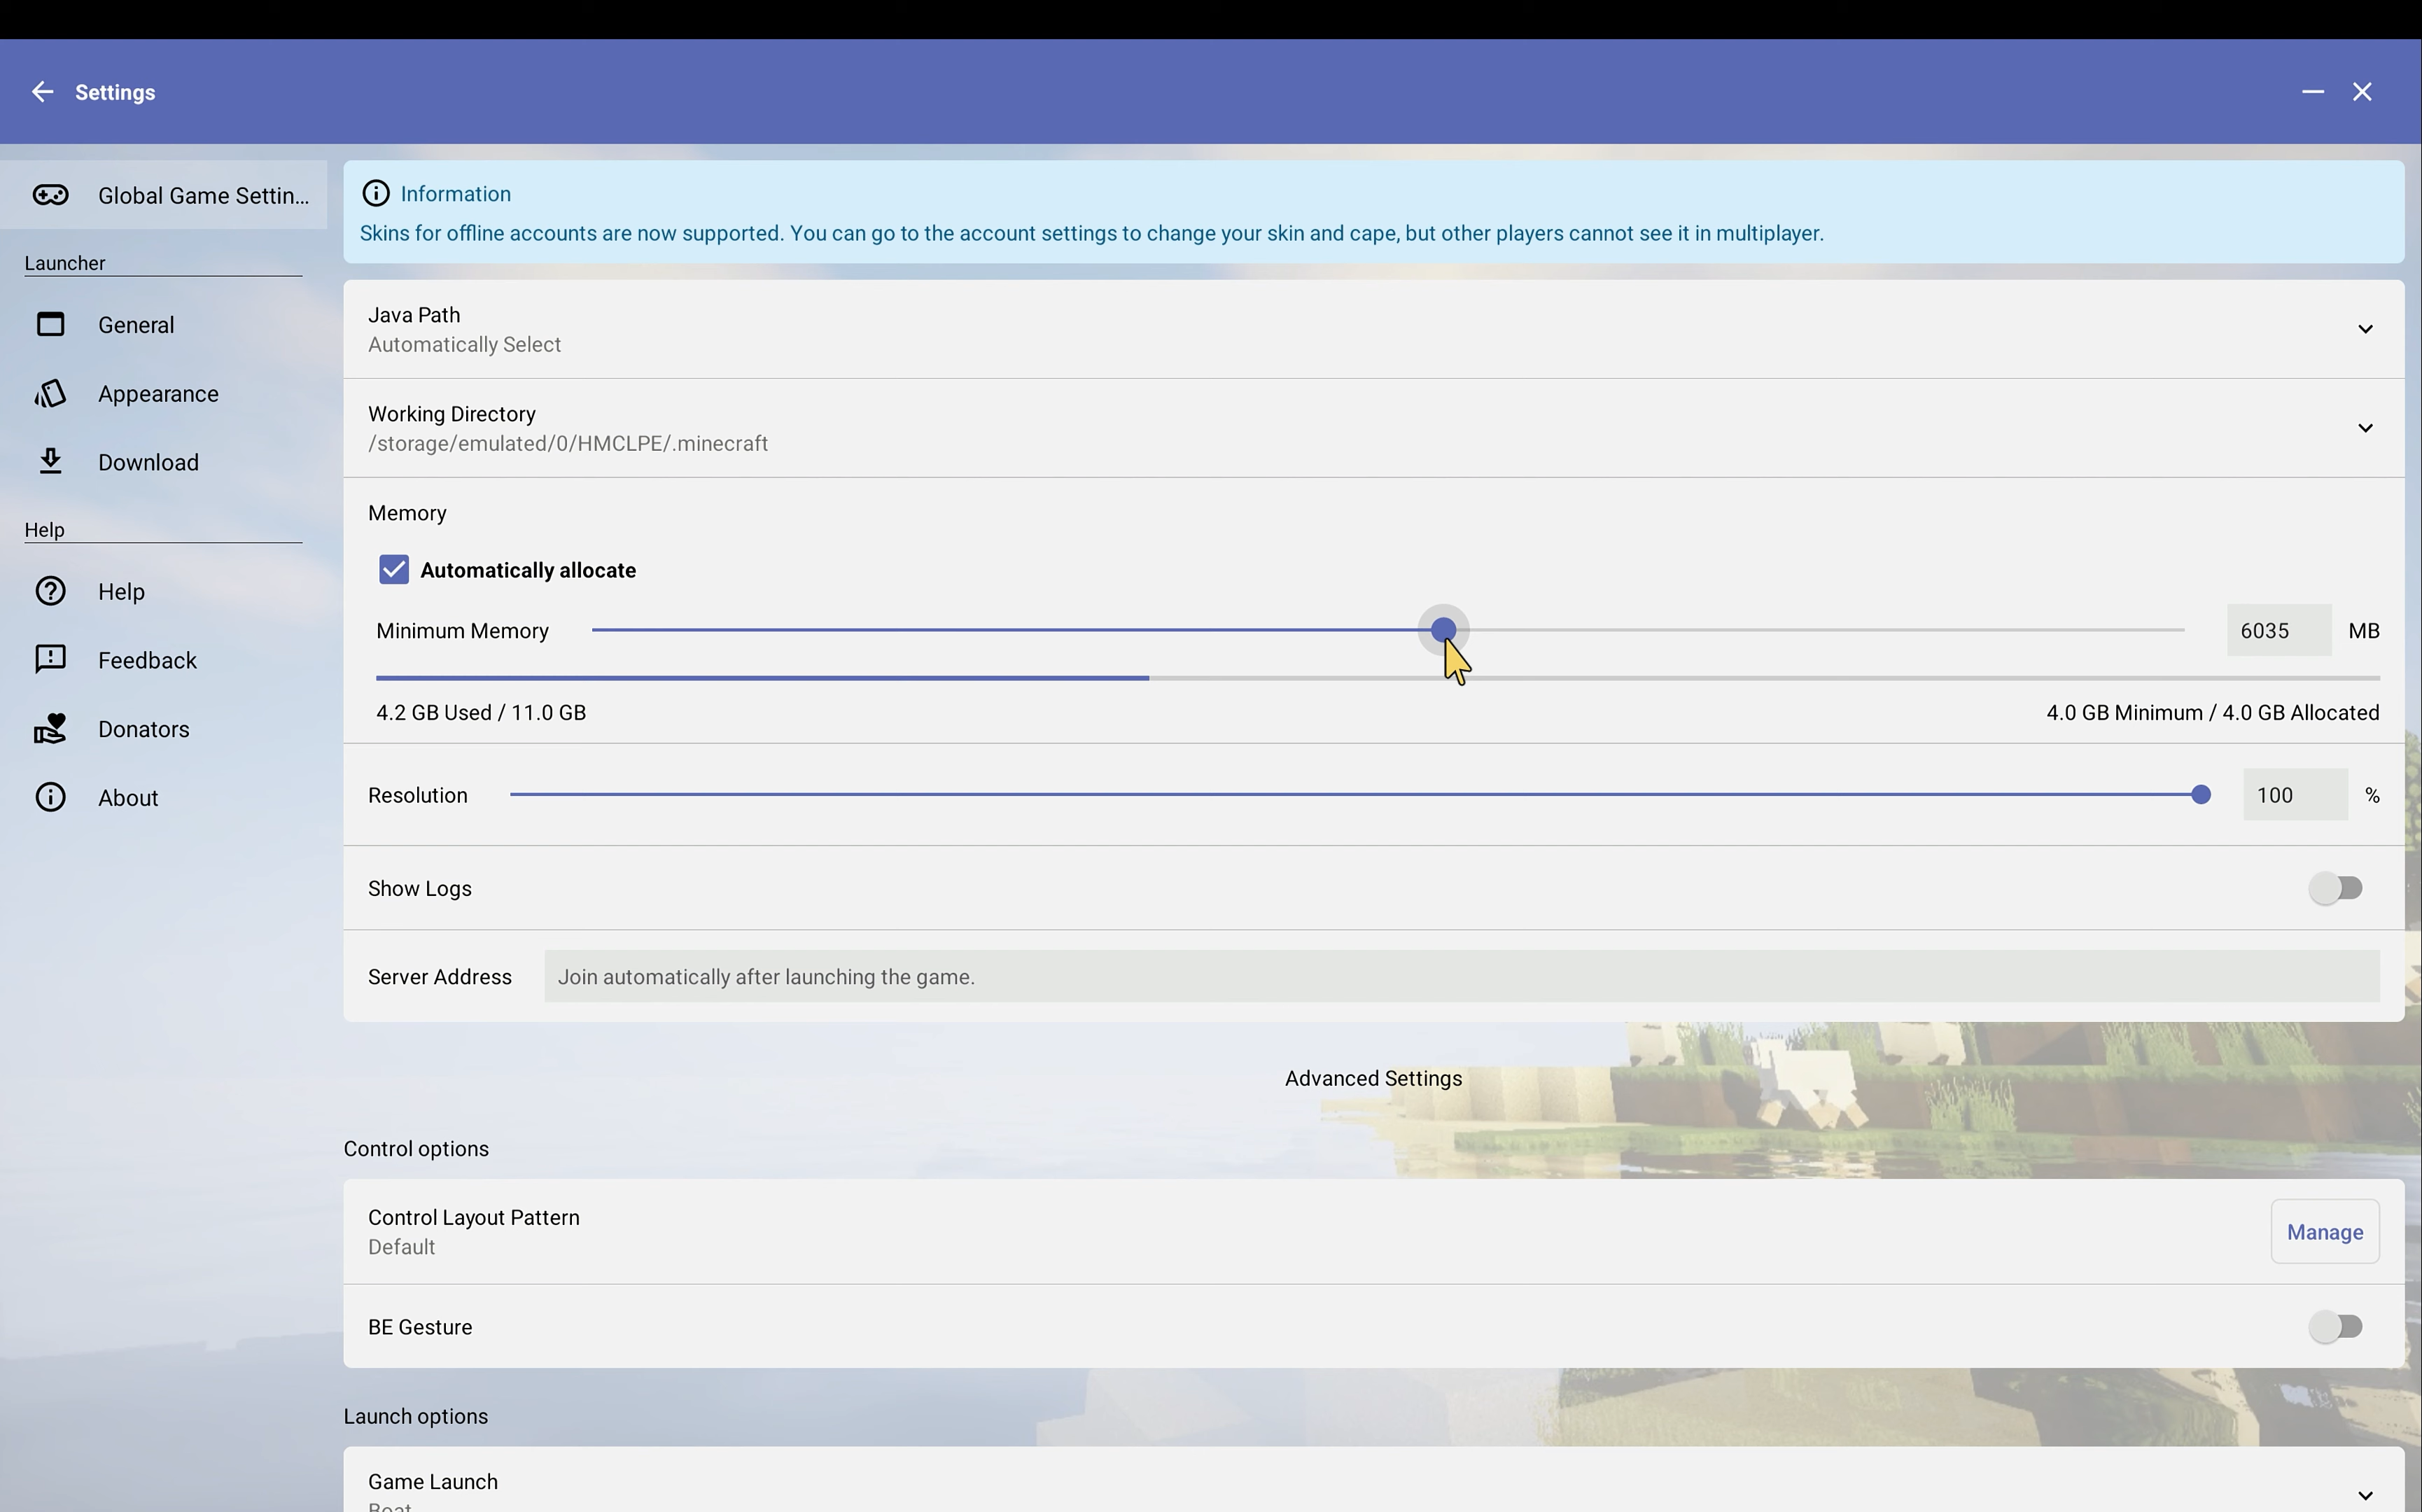 Settings
Global Game Settin...
Launcher
General
Appearance
Download
Help
Help
Feedback
Donators
About
Information
Skins for offline accounts are now supported. You can go to the account settings to change your skin and cape, but other players cannot see it in multiplayer.
Java Path
Automatically Select
Working Directory
/storage/emulated/0/HMCLPE/.minecraft
Memory
Automatically allocate
Minimum Memory 6035 MB
4.2 GB Used / 11.0 GB 4.0 GB Minimum / 4.0 GB Allocated
Resolution 100 %
Show Logs
Server Address Join automatically after launching the game.
Advanced Settings
Control options
Control Layout Pattern
Default
Manage
BE Gesture
Launch options
Game Launch
Boat